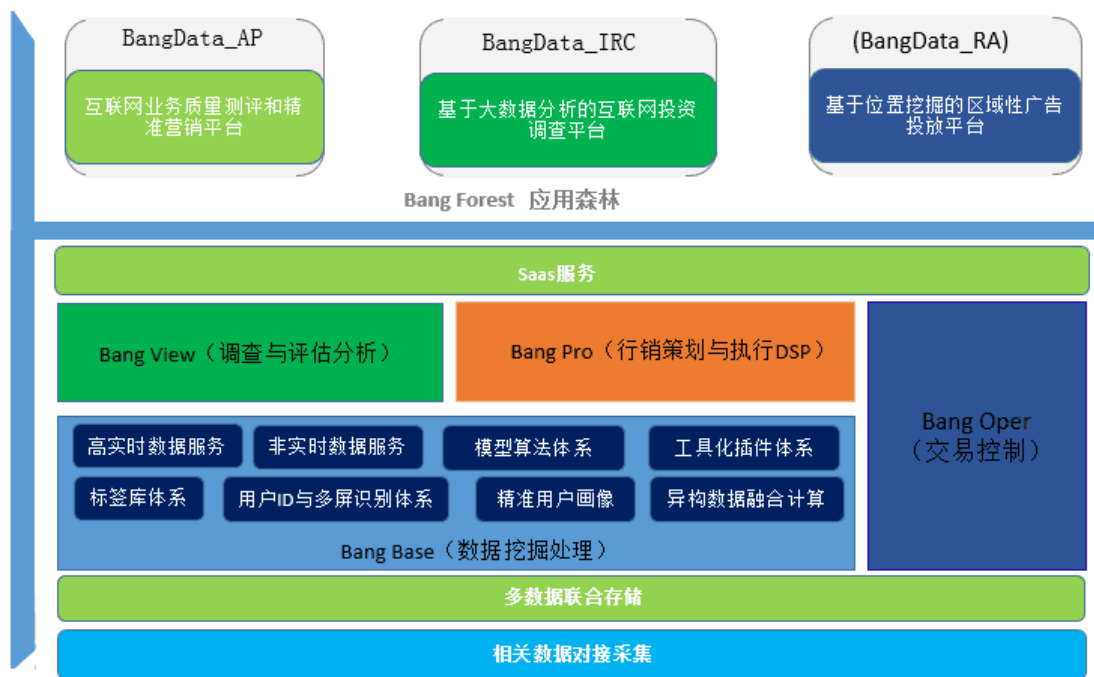 BangData_AP
互联网业务质量测评和精
准营销平台
BangData_IRC
基于大数据分析的互联网投资
调查平台
(BangData_RA)
基于位置挖掘的区域性广告
投放平台
Bang Forest 应用森林
Saas服务
Bang View（调查与评估分析）
Bang Pro（行销策划与执行DSP）
Bang Oper
（交易控制）
高实时数据服务
非实时数据服务
模型算法体系
工具化插件体系
标签库体系
用户ID与多屏识别体系
精准用户画像
异构数据融合计算
Bang Base（数据挖掘处理）
多数据联合存储
相关数据对接采集